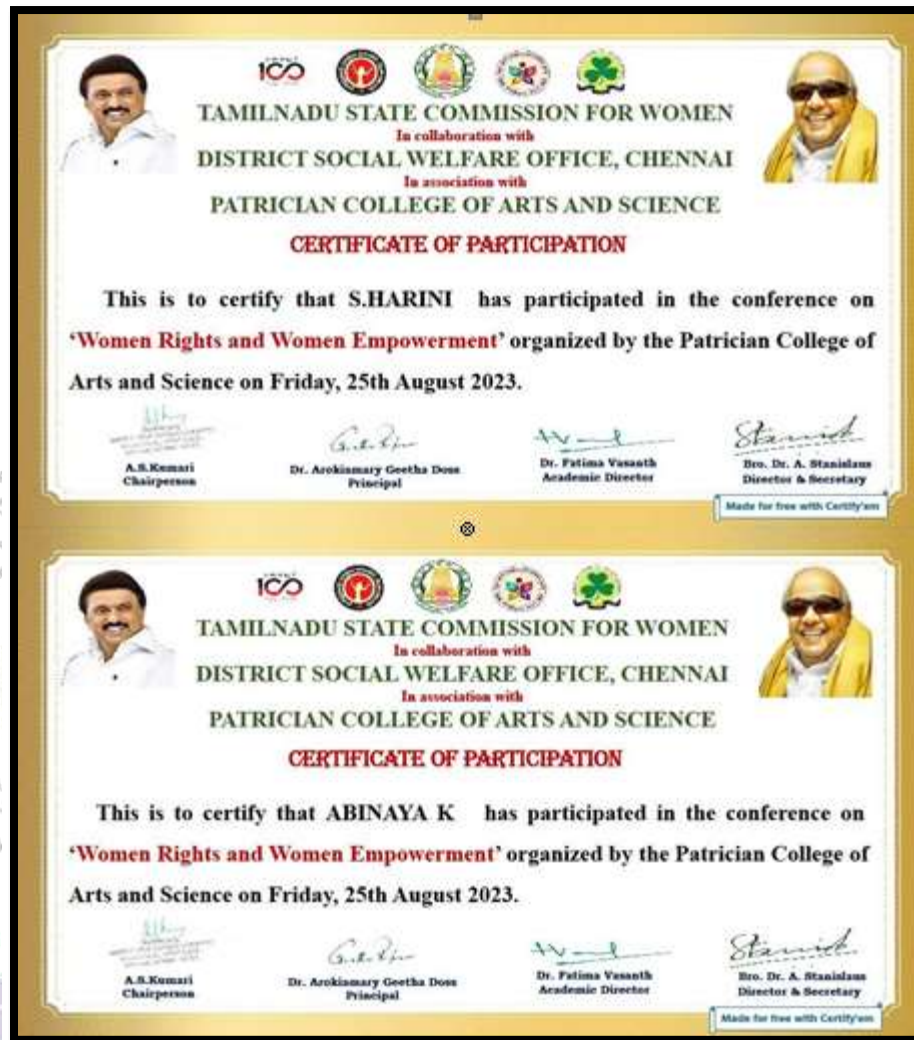 100
TAMILNADU STATE COMMISSION FOR WOMEN
In collaboration with
DISTRICT SOCIAL WELFARE OFFICE, CHENNAI
In association with
PATRICIAN COLLEGE OF ARTS AND SCIENCE
CERTIFICATE OF PARTICIPATION
This is to certify that S.HARINI has participated in the conference on
‘Women Rights and Women Empowerment’ organized by the Patrician College of
Arts and Science on Friday, 25th August 2023.
A.S.Kumari
Chairperson
Dr. Arokiamary Geetha Doss
Principal
Dr. Fatima Vasanth
Academic Director
Bro. Dr. A. Stanislaus
Director & Secretary
Made for free with Certify'em
100
TAMILNADU STATE COMMISSION FOR WOMEN
In collaboration with
DISTRICT SOCIAL WELFARE OFFICE, CHENNAI
In association with
PATRICIAN COLLEGE OF ARTS AND SCIENCE
CERTIFICATE OF PARTICIPATION
This is to certify that ABINAYA K has participated in the conference on
‘Women Rights and Women Empowerment’ organized by the Patrician College of
Arts and Science on Friday, 25th August 2023.
A.S.Kumari
Chairperson
Dr. Arokiamary Geetha Doss
Principal
Dr. Fatima Vasanth
Academic Director
Bro. Dr. A. Stanislaus
Director & Secretary
Made for free with Certify'em